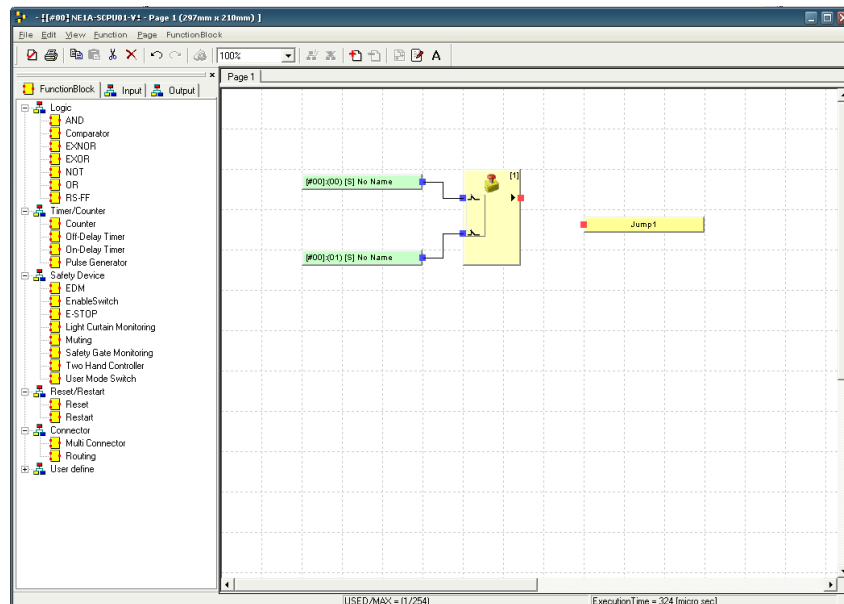 - [[#00] NE1A-SCPU01-V1 - Page 1 (297mm x 210mm) ]
File Edit View Function Page FunctionBlock
100%
A
FunctionBlock Input Output
Page 1
Logic
AND
Comparator
EXNOR
EXOR
NOT
OR
RS-FF
Timer/Counter
Counter
Off-Delay Timer
On-Delay Timer
Pulse Generator
Safety Device
EDM
EnableSwitch
E-STOP
Light Curtain Monitoring
Muting
Safety Gate Monitoring
Two Hand Controller
User Mode Switch
Reset/Restart
Reset
Restart
Connector
Multi Connector
Routing
User define
[#00]:(00) [S] No Name
[1]
Jump1
[#00]:(01) [S] No Name
USED/MAX = (1/254)
ExecutionTime = 324 [micro sec]